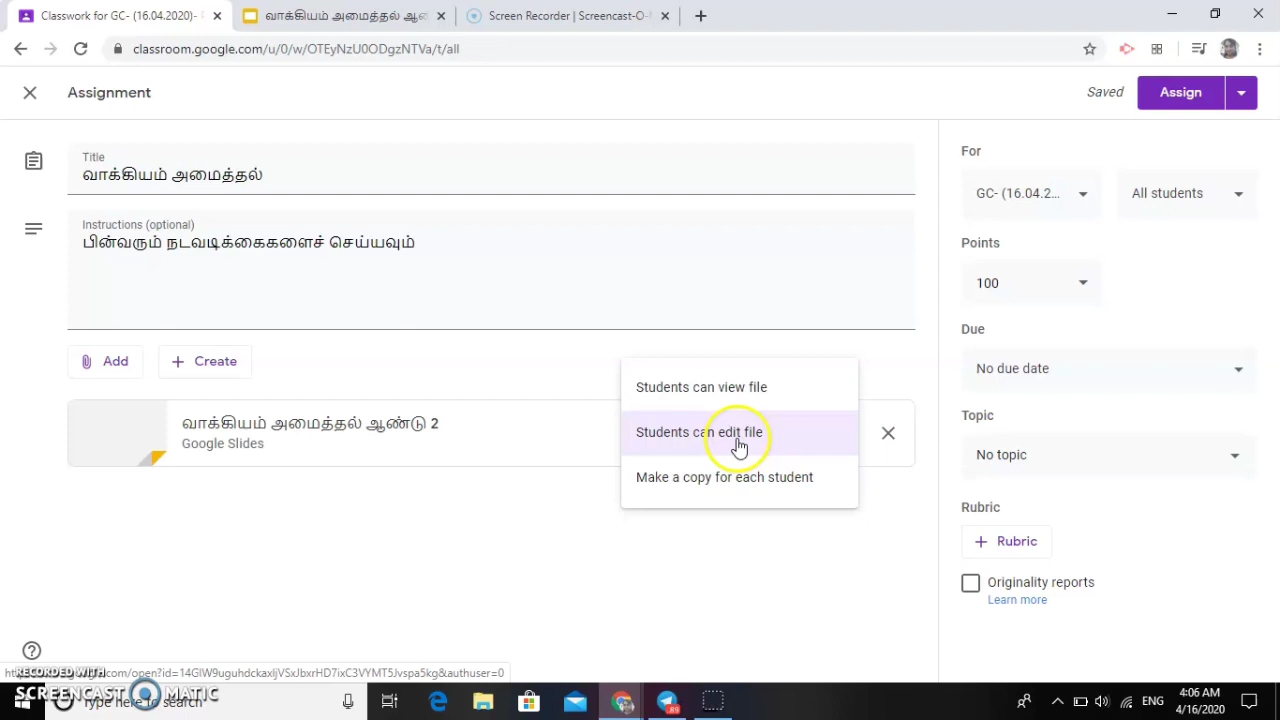 Classwork for GC- (16.04.2020)-
வாக்கியம் அமைத்தல் ஆண
Screen Recorder | Screencast-O-
classroom.google.com/u/0/w/OTEyNzU0ODgzNTVa/t/all
Assignment
Saved
Assign
Title
வாக்கியம் அமைத்தல்
Instructions (optional)
பின்வரும் நடவடிக்கைகளைச் செய்யவும்
Add
Create
வாக்கியம் அமைத்தல் ஆண்டு 2
Google Slides
Students can view file
Students can edit file
Make a copy for each student
For
GC- (16.04.2...
All students
Points
100
Due
No due date
Topic
No topic
Rubric
Rubric
Originality reports
Learn more
RECORDED WITH
SCREENCAST MATIC
Type here to search
89
ENG
4:06 AM
4/16/2020